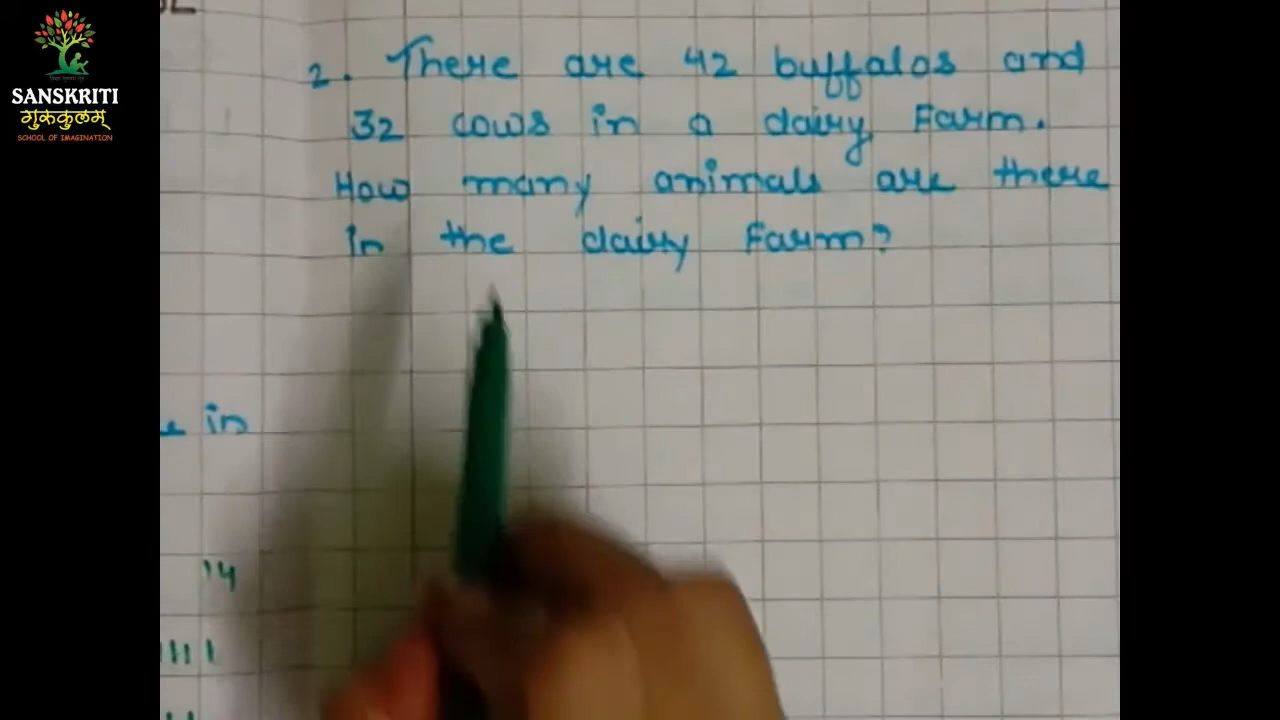 SANSKRITI
गुरुकुलम्
SCHOOL OF IMAGINATION
2. There are 42 buffalos and
32 cows in a dairy Farm.
How many animals are there
in the dairy Farm?
in
14